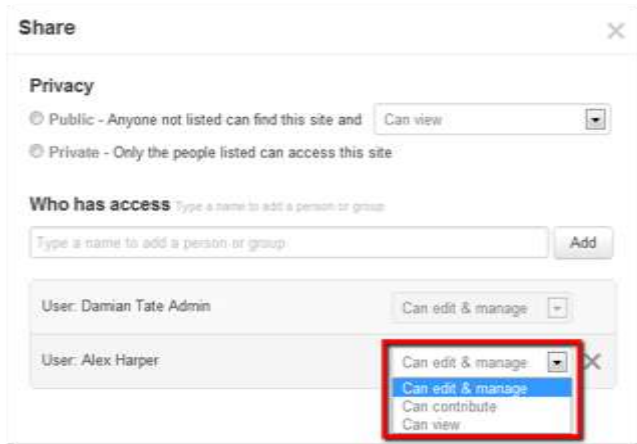 Share
Privacy
Public - Anyone not listed can find this site and Can view
Private - Only the people listed can access this site
Who has access Type a name to add a person or group
Type a name to add a person or group Add
User: Damian Tate Admin Can edit & manage
User: Alex Harper Can edit & manage
Can edit & manage
Can contribute
Can view